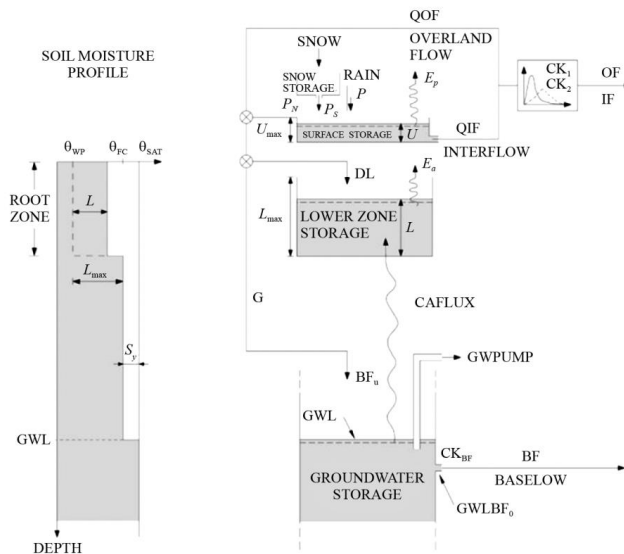 SOIL MOISTURE
PROFILE
θWP
θFC
θSAT
ROOT
ZONE
L
Lmax
Sy
GWL
DEPTH
QOF
SNOW
OVERLAND
FLOW
SNOW
STORAGE
RAIN
PN
PS
P
Ep
CK1
CK2
OF
IF
Umax
SURFACE STORAGE
U
QIF
INTERFLOW
DL
Ea
Lmax
LOWER ZONE
STORAGE
L
G
CAFLUX
GWPUMP
BFu
GWL
CKBF
BF
GROUNDWATER
STORAGE
BASELOW
GWLBF0